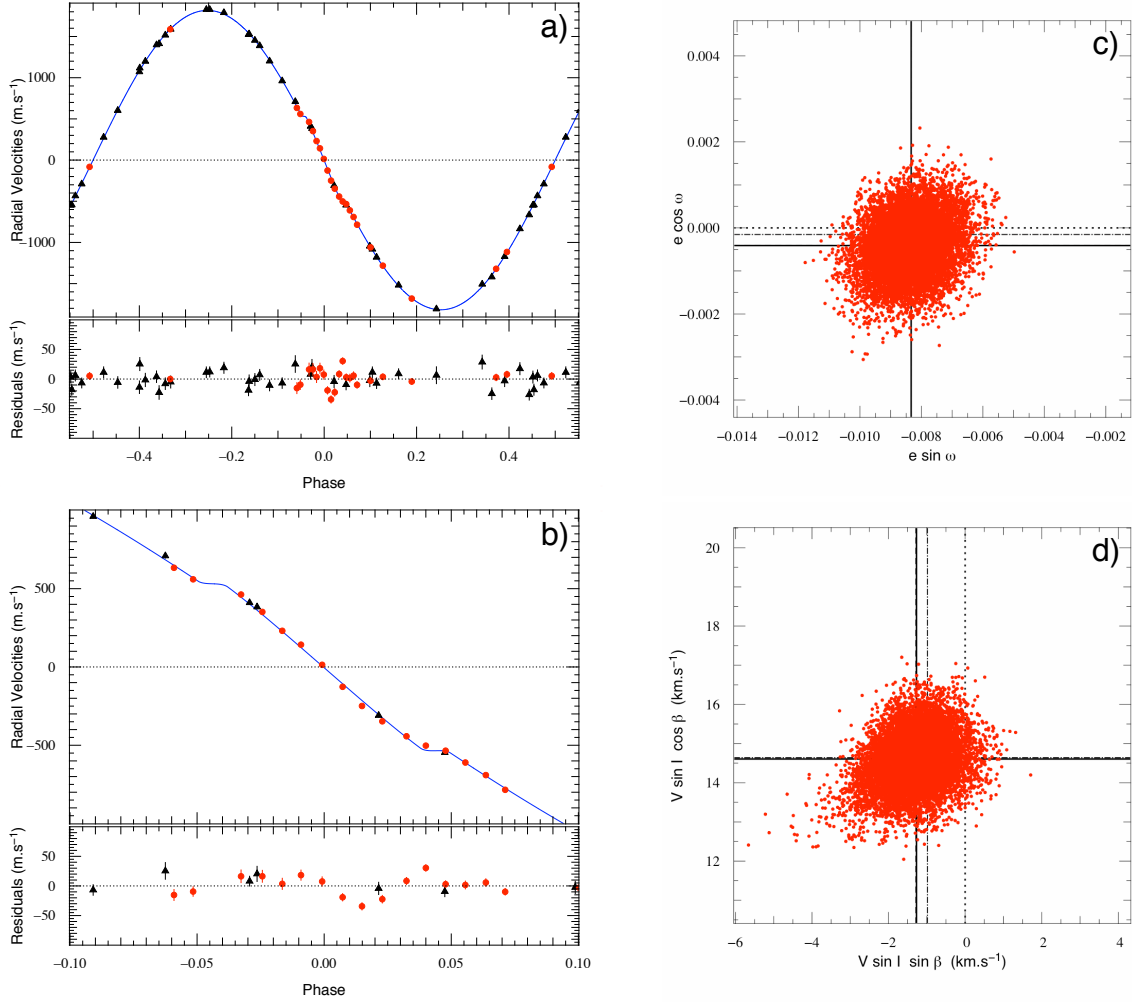 a)
Radial Velocities (m.s⁻¹)
1000
0
−1000
Residuals (m.s⁻¹)
50
0
−50
−0.4 −0.2 0.0 0.2 0.4
Phase
b)
Radial Velocities (m.s⁻¹)
500
0
−500
Residuals (m.s⁻¹)
50
0
−50
−0.10 −0.05 0.00 0.05 0.10
Phase
c)
e cos ω
0.004
0.002
0.000
−0.002
−0.004
−0.014 −0.012 −0.010 −0.008 −0.006 −0.004 −0.002
e sin ω
d)
V sin I cos β (km.s⁻¹)
20
18
16
14
12
−6 −4 −2 0 2 4
V sin I sin β (km.s⁻¹)